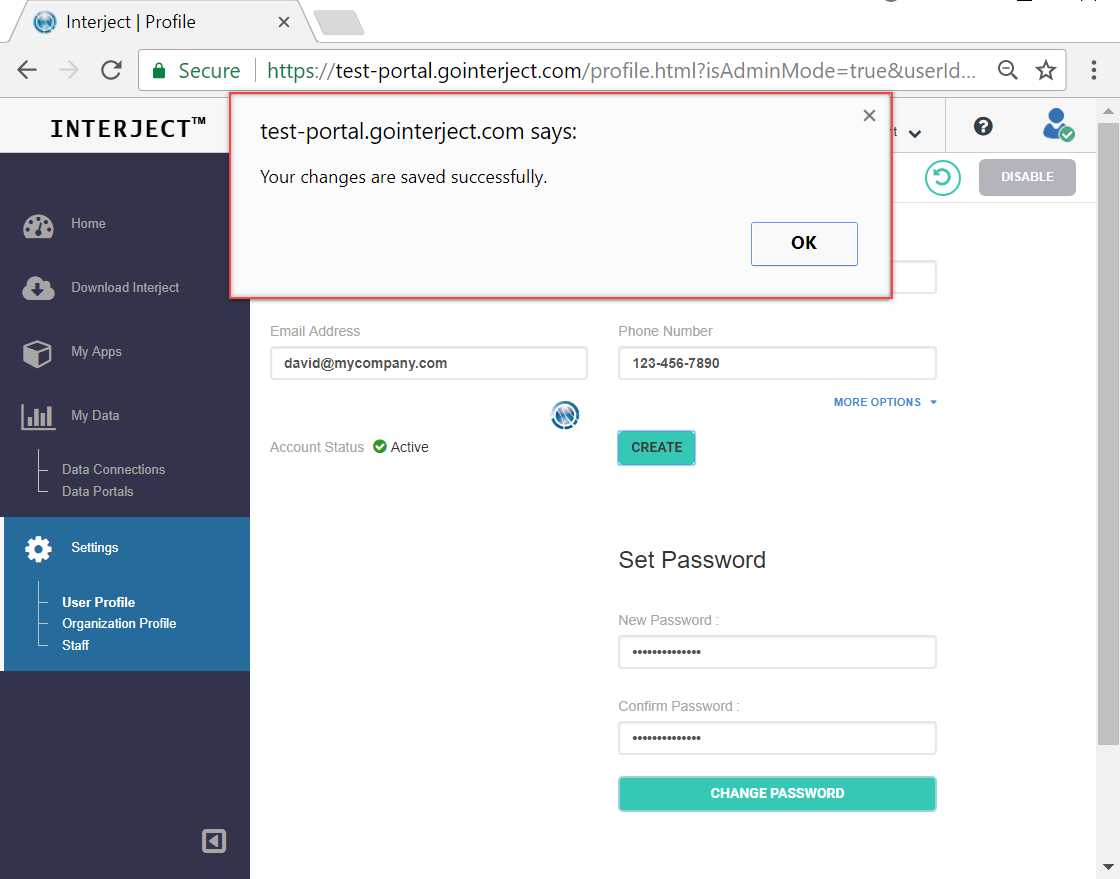 Interject | Profile
Secure https://test-portal.gointerject.com/profile.html?isAdminMode=true&userId...
INTERJECT™
test-portal.gointerject.com says:
Your changes are saved successfully.
OK
DISABLE
Home
Download Interject
My Apps
My Data
Data Connections
Data Portals
Settings
User Profile
Organization Profile
Staff
Email Address
david@mycompany.com
Phone Number
123-456-7890
MORE OPTIONS
Account Status Active
CREATE
Set Password
New Password :
••••••••••••••
Confirm Password :
••••••••••••••
CHANGE PASSWORD